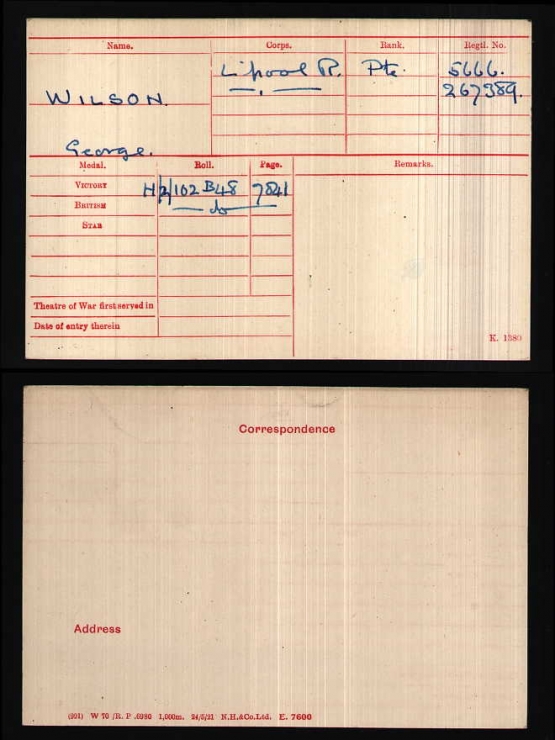 Name. Corps. Rank. Regtl. No.
L'pool R. Pte. 5666.
WILSON. — " — 267389.
George.
Medal. Roll. Page. Remarks.
VICTORY H/2/102 B48 7841
BRITISH — do —
STAR
Theatre of War first served in
Date of entry therein
K. 1380
Correspondence
Address
W 70 /R. P. 6980 1,000m. 24/5/21 N.H.&Co.Ltd. E. 7600